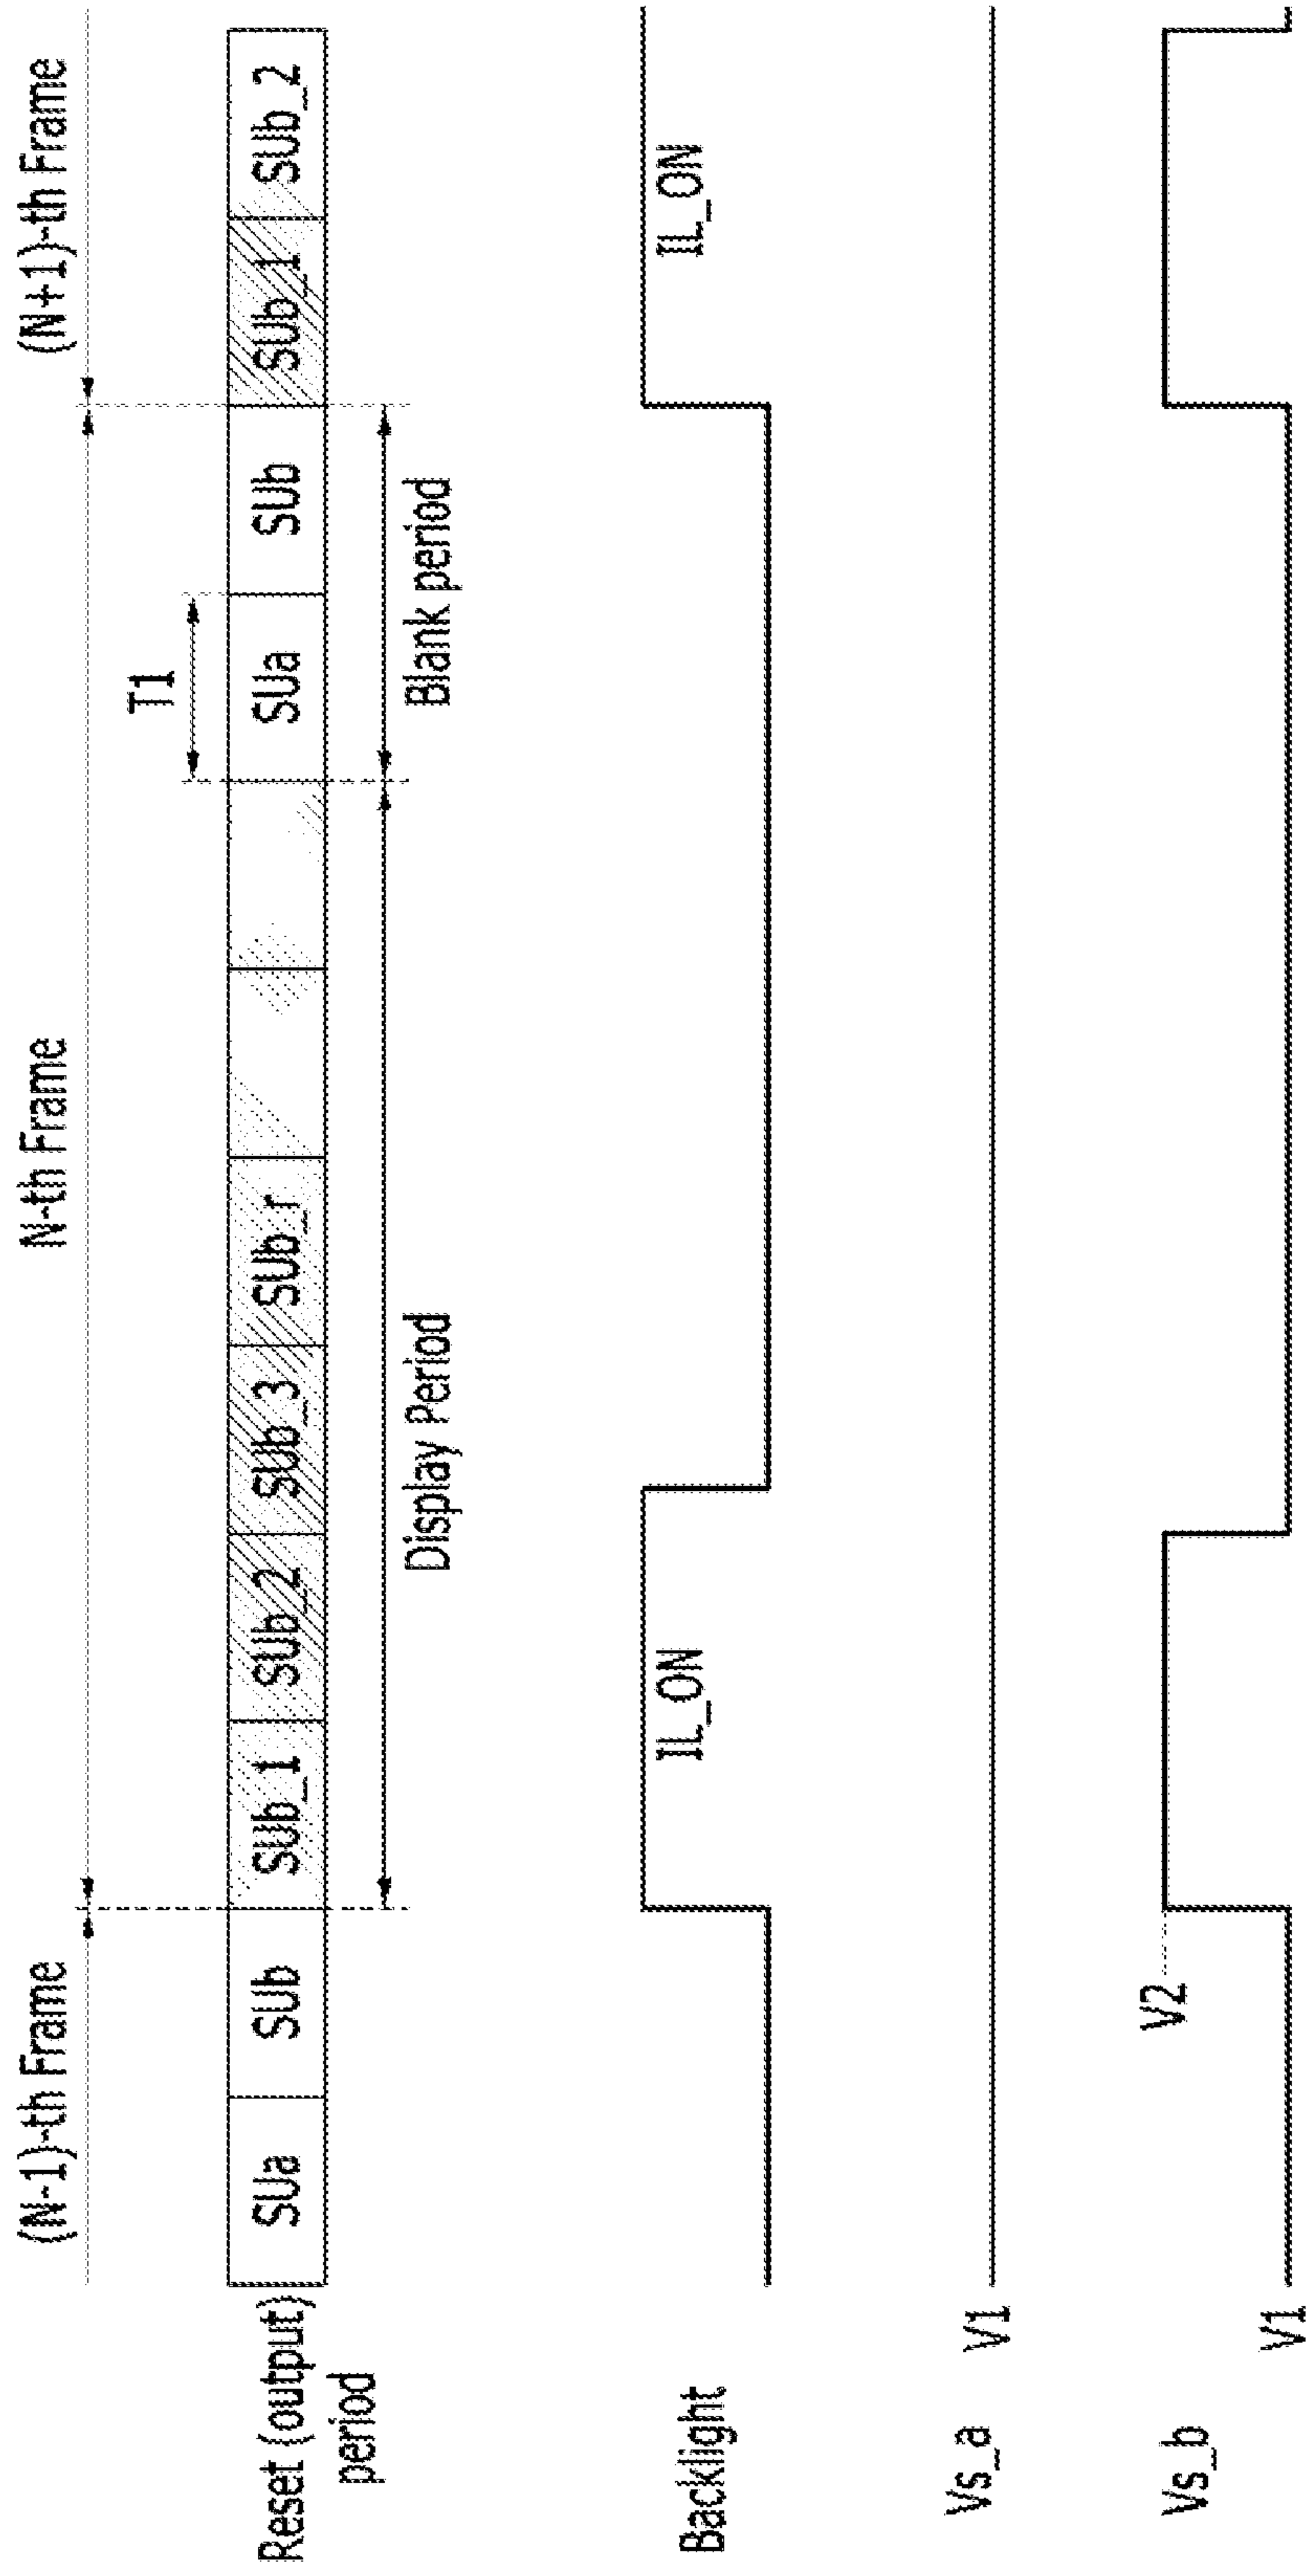 (N-1)-th Frame
N-th Frame
(N+1)-th Frame
T1
Reset (output)
period
SUa
SUb
SUb_1
SUb_2
SUb_3
SUb_r
SUa
SUb
SUb_1
SUb_2
Display Period
Blank period
Backlight
IL_ON
IL_ON
Vs_a
V1
Vs_b
V2
V1